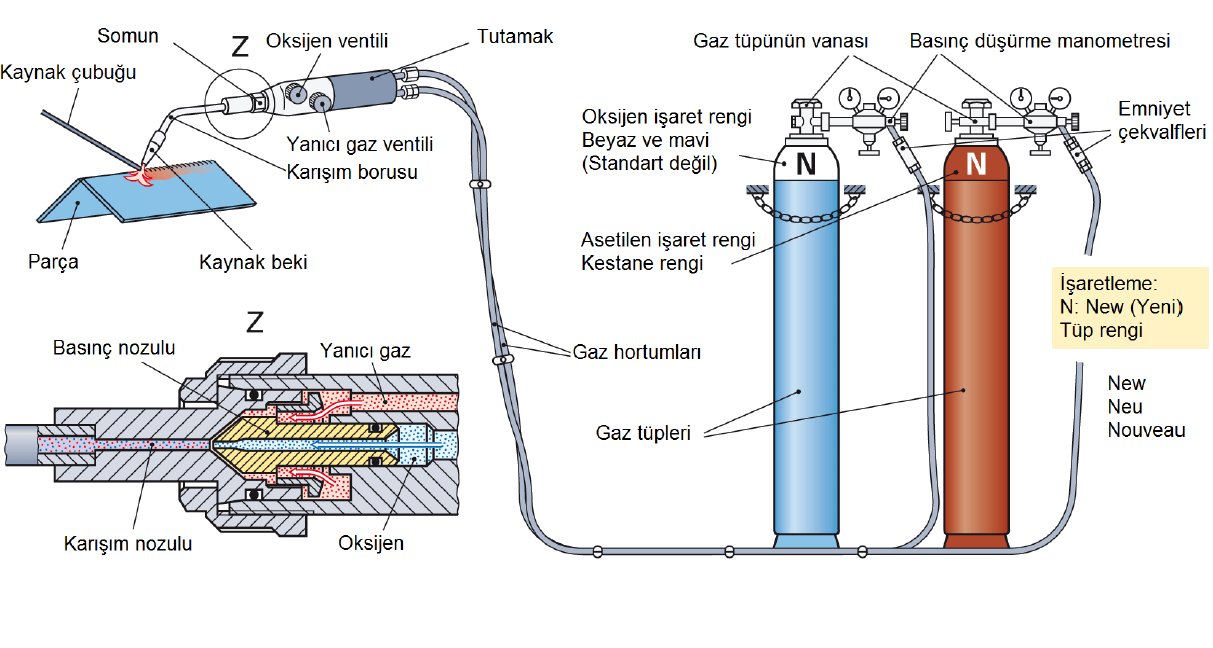 Somun
Z
Oksijen ventili
Tutamak
Kaynak çubuğu
Yanıcı gaz ventili
Karışım borusu
Parça
Kaynak beki
Gaz tüpünün vanası
Basınç düşürme manometresi
Oksijen işaret rengi
Beyaz ve mavi
(Standart değil)
Emniyet
çekvalfleri
N
N
Asetilen işaret rengi
Kestane rengi
İşaretleme:
N: New (Yeni)
Tüp rengi
Z
Basınç nozulu
Yanıcı gaz
Gaz hortumları
New
Neu
Nouveau
Gaz tüpleri
Karışım nozulu
Oksijen